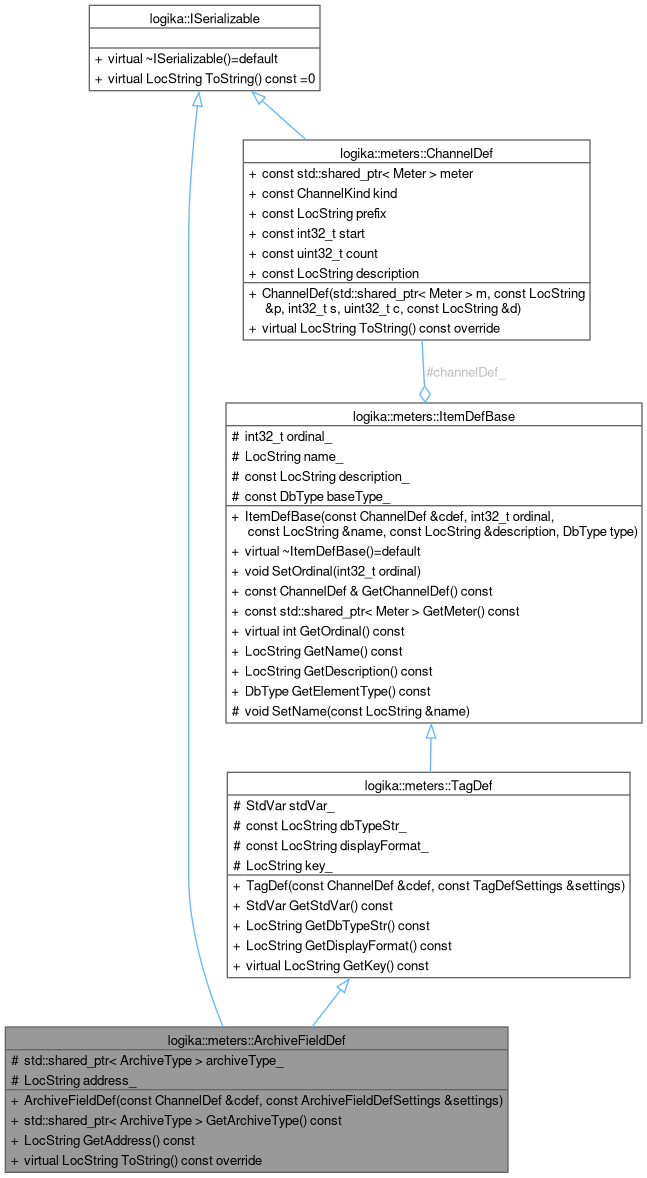 logika::ISerializable
+ virtual ~ISerializable()=default
+ virtual LocString ToString() const =0
logika::meters::ChannelDef
+ const std::shared_ptr< Meter > meter
+ const ChannelKind kind
+ const LocString prefix
+ const int32_t start
+ const uint32_t count
+ const LocString description
+ ChannelDef(std::shared_ptr< Meter > m, const LocString
&p, int32_t s, uint32_t c, const LocString &d)
+ virtual LocString ToString() const override
#channelDef_
logika::meters::ItemDefBase
# int32_t ordinal_
# LocString name_
# const LocString description_
# const DbType baseType_
+ ItemDefBase(const ChannelDef &cdef, int32_t ordinal,
const LocString &name, const LocString &description, DbType type)
+ virtual ~ItemDefBase()=default
+ void SetOrdinal(int32_t ordinal)
+ const ChannelDef & GetChannelDef() const
+ const std::shared_ptr< Meter > GetMeter() const
+ virtual int GetOrdinal() const
+ LocString GetName() const
+ LocString GetDescription() const
+ DbType GetElementType() const
# void SetName(const LocString &name)
logika::meters::TagDef
# StdVar stdVar_
# const LocString dbTypeStr_
# const LocString displayFormat_
# LocString key_
+ TagDef(const ChannelDef &cdef, const TagDefSettings &settings)
+ StdVar GetStdVar() const
+ LocString GetDbTypeStr() const
+ LocString GetDisplayFormat() const
+ virtual LocString GetKey() const
logika::meters::ArchiveFieldDef
# std::shared_ptr< ArchiveType > archiveType_
# LocString address_
+ ArchiveFieldDef(const ChannelDef &cdef, const ArchiveFieldDefSettings &settings)
+ std::shared_ptr< ArchiveType > GetArchiveType() const
+ LocString GetAddress() const
+ virtual LocString ToString() const override